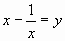 x − 1/x = y